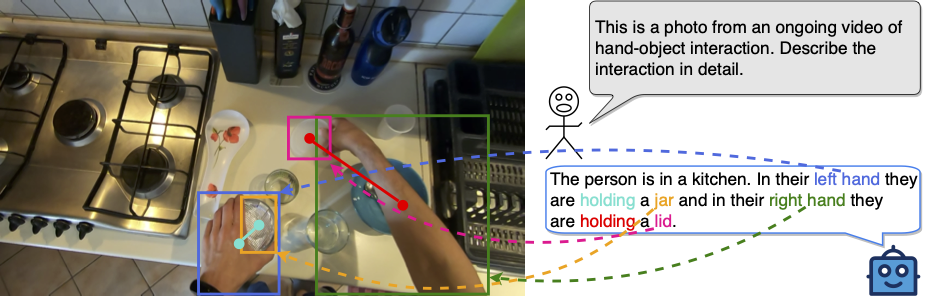 This is a photo from an ongoing video of
hand-object interaction. Describe the
interaction in detail.
The person is in a kitchen. In their left hand they
are holding a jar and in their right hand they
are holding a lid.